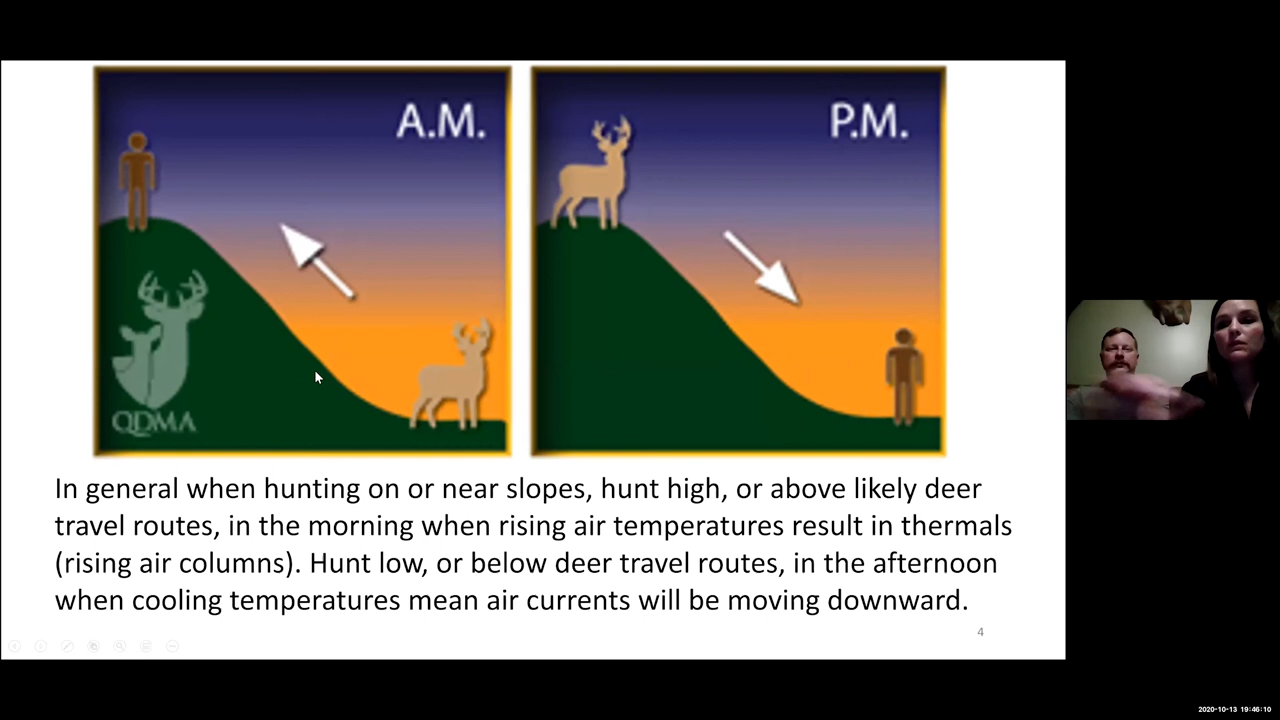 A.M.
P.M.
QDMA
In general when hunting on or near slopes, hunt high, or above likely deer
travel routes, in the morning when rising air temperatures result in thermals
(rising air columns). Hunt low, or below deer travel routes, in the afternoon
when cooling temperatures mean air currents will be moving downward.
4
2020-10-13 19:46:10